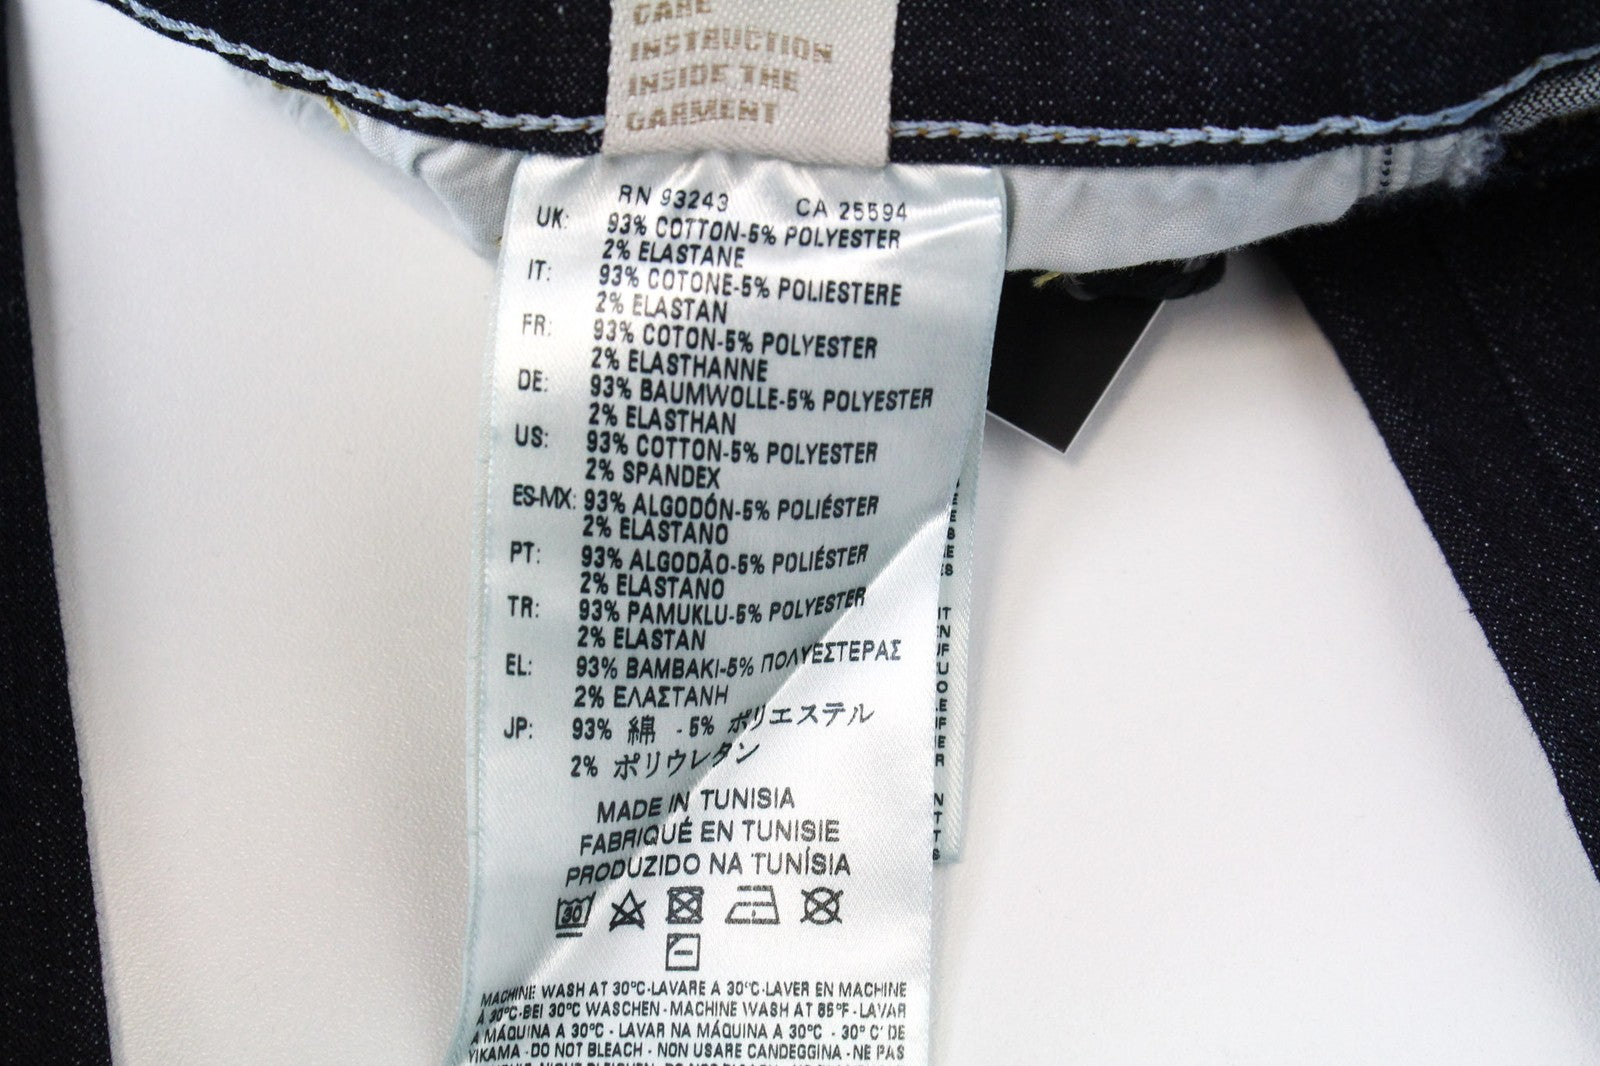 CARE
INSTRUCTION
INSIDE THE
GARMENT
RN 93243 CA 25594
UK: 93% COTTON-5% POLYESTER
2% ELASTANE
IT: 93% COTONE-5% POLIESTERE
2% ELASTAN
FR: 93% COTON-5% POLYESTER
2% ELASTHANNE
DE: 93% BAUMWOLLE-5% POLYESTER
2% ELASTHAN
US: 93% COTTON-5% POLYESTER
2% SPANDEX
ES-MX: 93% ALGODÓN-5% POLIÉSTER
2% ELASTANO
PT: 93% ALGODÃO-5% POLIÉSTER
2% ELASTANO
TR: 93% PAMUKLU-5% POLYESTER
2% ELASTAN
EL: 93% ΒΑΜΒΑΚΙ-5% ΠΟΛΥΕΣΤΕΡΑΣ
2% ΕΛΑΣΤΑΝΗ
JP: 93% 綿 -5% ポリエステル
2% ポリウレタン
MADE IN TUNISIA
FABRIQUÉ EN TUNISIE
PRODUZIDO NA TUNÍSIA
30
MACHINE WASH AT 30°C-LAVARE A 30°C-LAVER EN MACHINE
A 30°C-BEI 30°C WASCHEN-MACHINE WASH AT 85°F-LAVAR
A MÁQUINA A 30°C - LAVAR NA MÁQUINA A 30°C - 30° C' DE
YIKAMA -DO NOT BLEACH - NON USARE CANDEGGINA -NE PAS